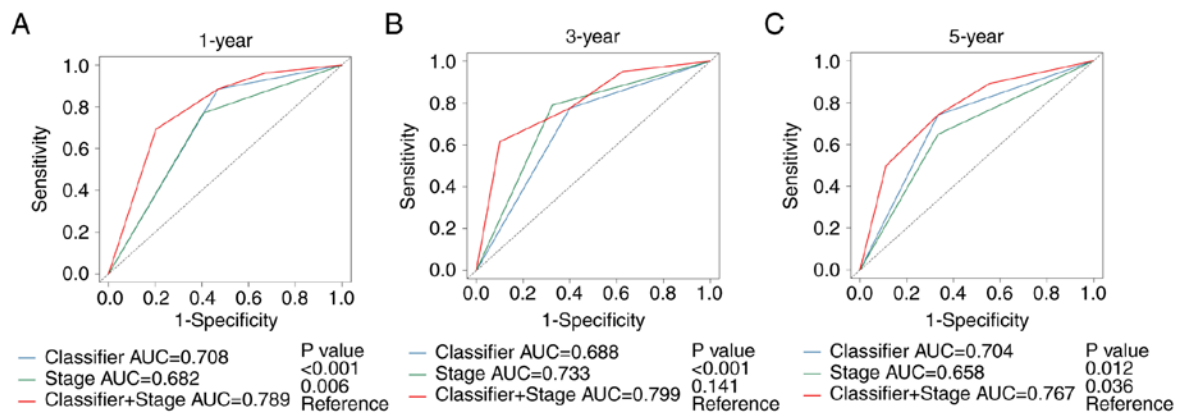 A
1-year
1.0
0.8
0.6
0.4
0.2
0.0
Sensitivity
0.0 0.2 0.4 0.6 0.8 1.0
1-Specificity
Classifier AUC=0.708
Stage AUC=0.682
Classifier+Stage AUC=0.789
P value
<0.001
0.006
Reference
B
3-year
1.0
0.8
0.6
0.4
0.2
0.0
Sensitivity
0.0 0.2 0.4 0.6 0.8 1.0
1-Specificity
Classifier AUC=0.688
Stage AUC=0.733
Classifier+Stage AUC=0.799
P value
<0.001
0.141
Reference
C
5-year
1.0
0.8
0.6
0.4
0.2
0.0
Sensitivity
0.0 0.2 0.4 0.6 0.8 1.0
1-Specificity
Classifier AUC=0.704
Stage AUC=0.658
Classifier+Stage AUC=0.767
P value
0.012
0.036
Reference